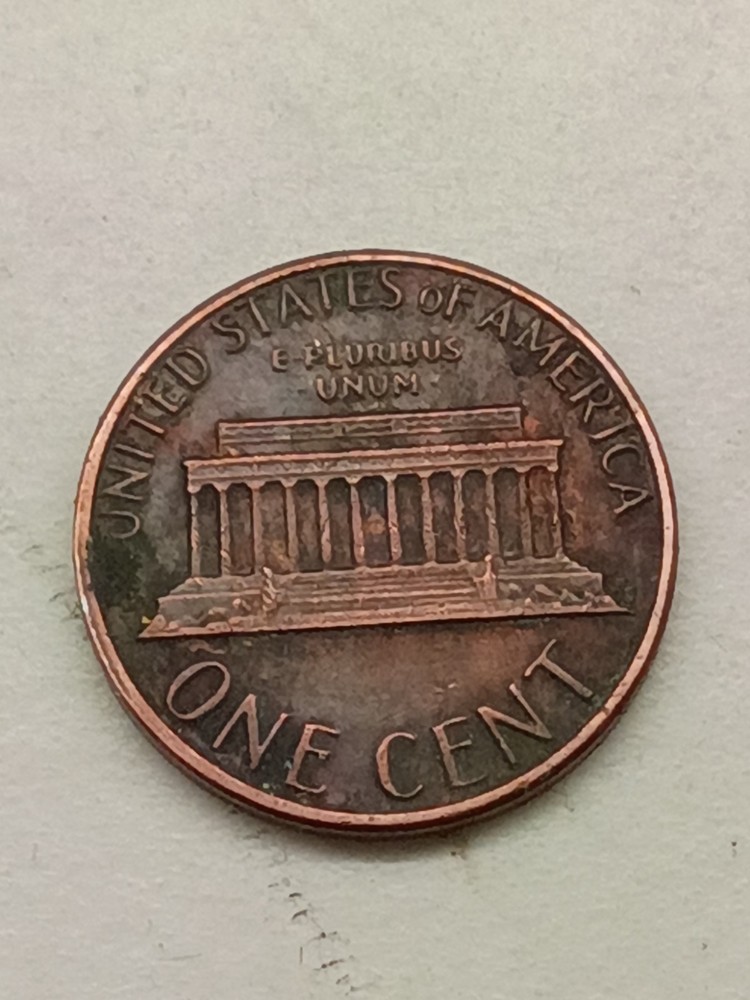 UNITED STATES oF AMERICA
E·PLURIBUS
UNUM
ONE CENT